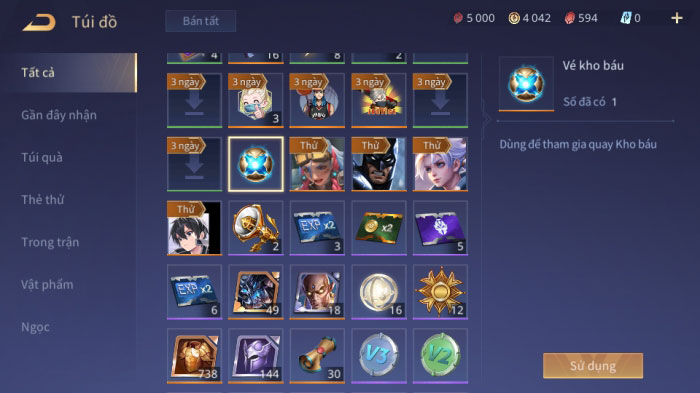 Túi đồ
Bán tất
5 000
4 042
594
0
+
Tất cả
Gần đây nhận
Túi quà
Thẻ thử
Trong trận
Vật phẩm
Ngọc
4
16
8
3 ngày
3 ngày
3
3 ngày
3 ngày
3 ngày
3 ngày
Thử
Thử
Thử
Thử
2
EXP x2
3
x2
5
EXP x2
6
49
18
16
12
738
144
30
V3
V2
Vé kho báu
Số đã có 1
Dùng để tham gia quay Kho báu
Sử dụng